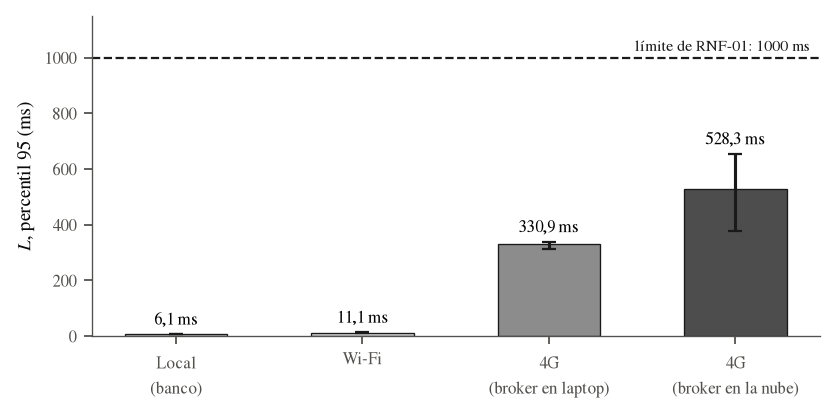 límite de RNF-01: 1000 ms
1000
800
600
400
200
0
L, percentil 95 (ms)
6,1 ms
11,1 ms
330,9 ms
528,3 ms
Local
(banco)
Wi-Fi
4G
(broker en laptop)
4G
(broker en la nube)